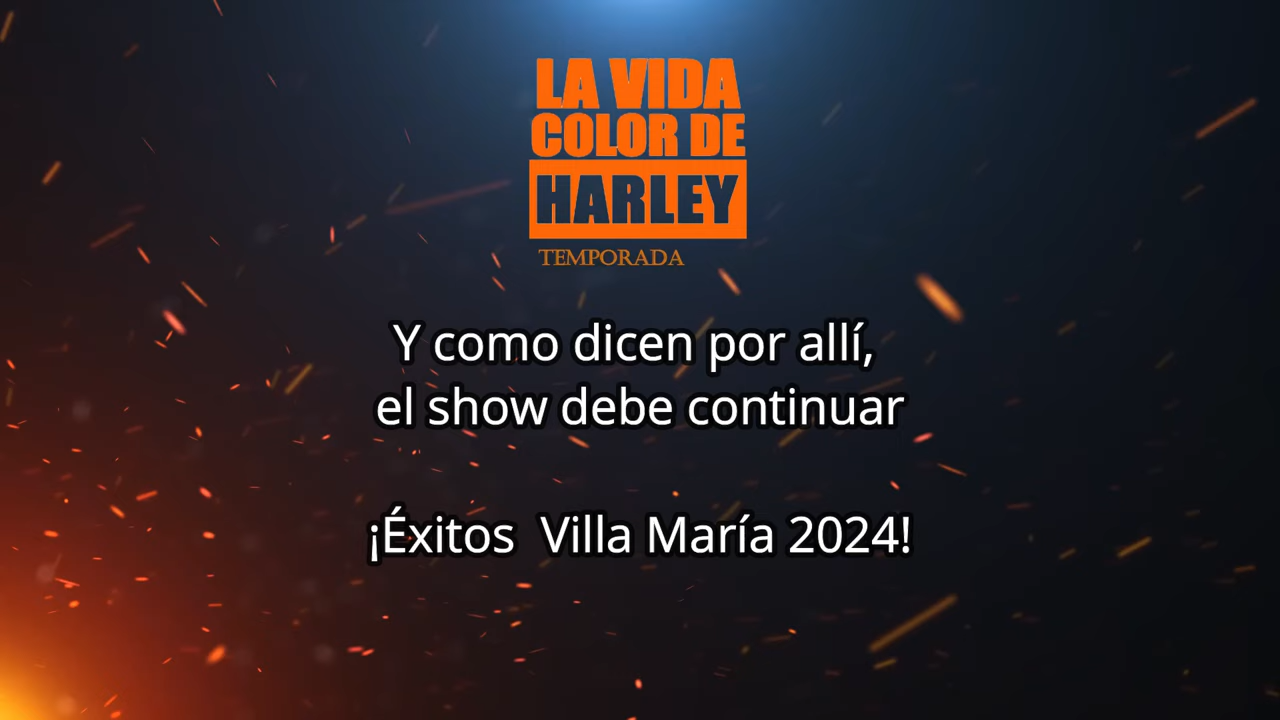 LA VIDA
COLOR DE
HARLEY
TEMPORADA
Y como dicen por allí,
el show debe continuar
¡Éxitos  Villa María 2024!